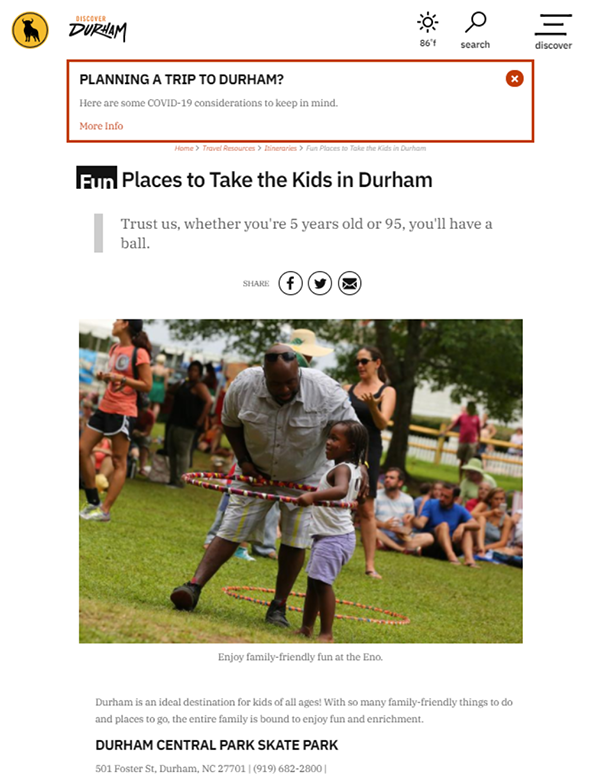 DISCOVER
DURHAM
86°f
search
discover
PLANNING A TRIP TO DURHAM?
Here are some COVID-19 considerations to keep in mind.
More Info
Home > Travel Resources > Itineraries > Fun Places to Take the Kids in Durham
Fun Places to Take the Kids in Durham
Trust us, whether you're 5 years old or 95, you'll have a
ball.
SHARE
Enjoy family-friendly fun at the Eno.
Durham is an ideal destination for kids of all ages! With so many family-friendly things to do
and places to go, the entire family is bound to enjoy fun and enrichment.
DURHAM CENTRAL PARK SKATE PARK
501 Foster St, Durham, NC 27701 | (919) 682-2800 |